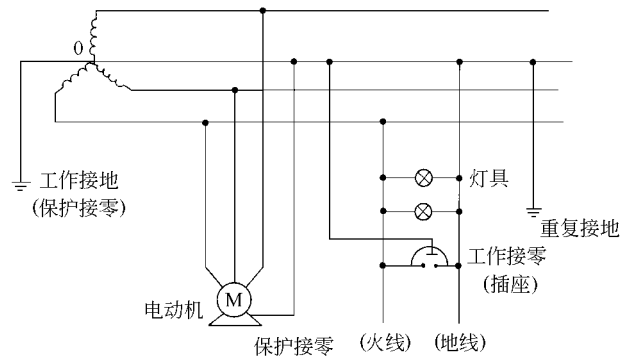 0
工作接地
(保护接零)
灯具
重复接地
工作接零
(插座)
电动机
M
保护接零
(火线)
(地线)